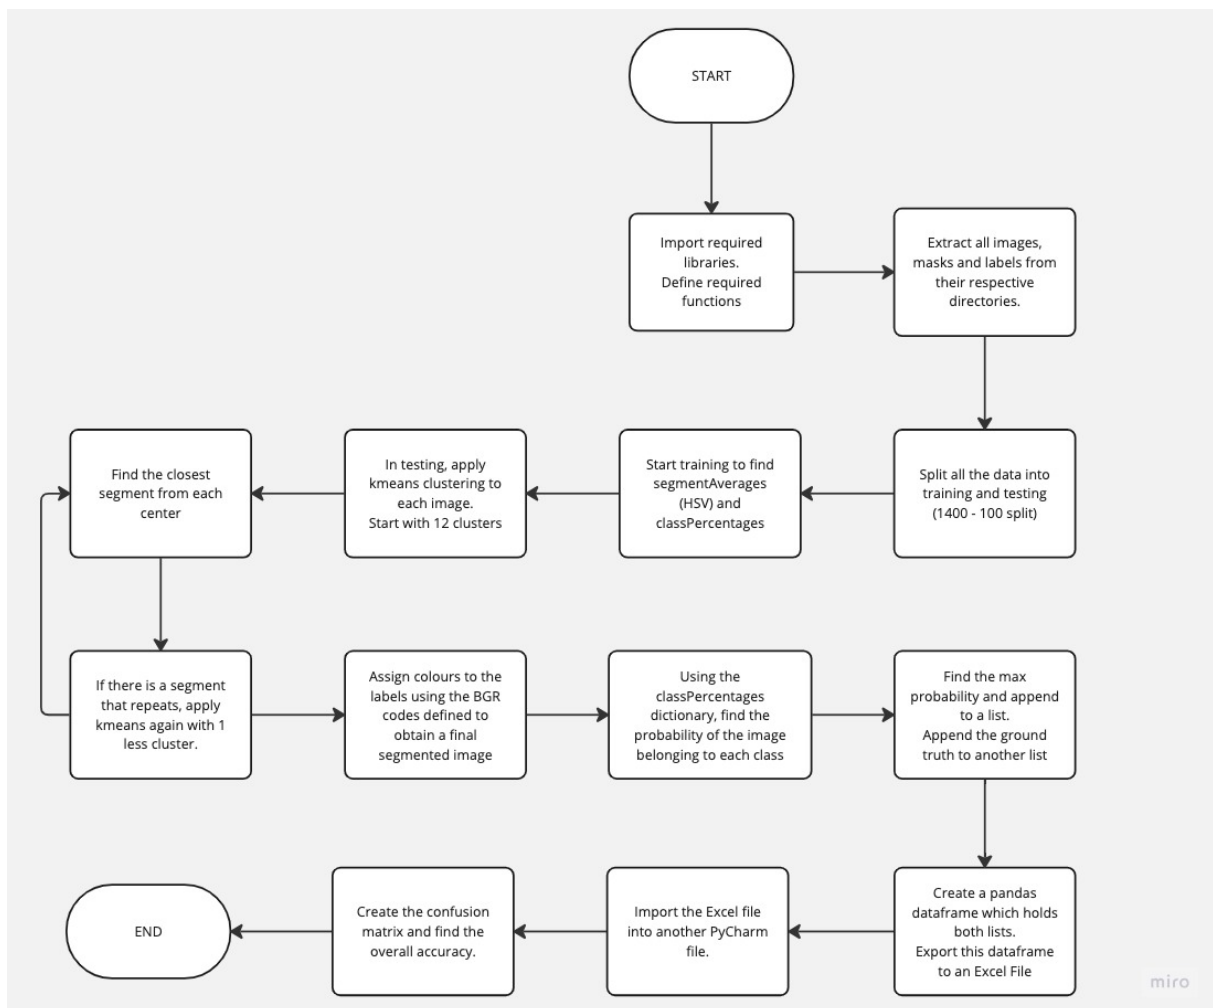 START
Import required
libraries.
Define required
functions
Extract all images,
masks and labels from
their respective
directories.
Split all the data into
training and testing
(1400 - 100 split)
Start training to find
segmentAverages
(HSV) and
classPercentages
In testing, apply
kmeans clustering to
each image.
Start with 12 clusters
Find the closest
segment from each
center
If there is a segment
that repeats, apply
kmeans again with 1
less cluster.
Assign colours to the
labels using the BGR
codes defined to
obtain a final
segmented image
Using the
classPercentages
dictionary, find the
probability of the image
belonging to each class
Find the max
probability and append
to a list.
Append the ground
truth to another list
Create a pandas
dataframe which holds
both lists.
Export this dataframe
to an Excel File
Import the Excel file
into another PyCharm
file.
Create the confusion
matrix and find the
overall accuracy.
END
miro